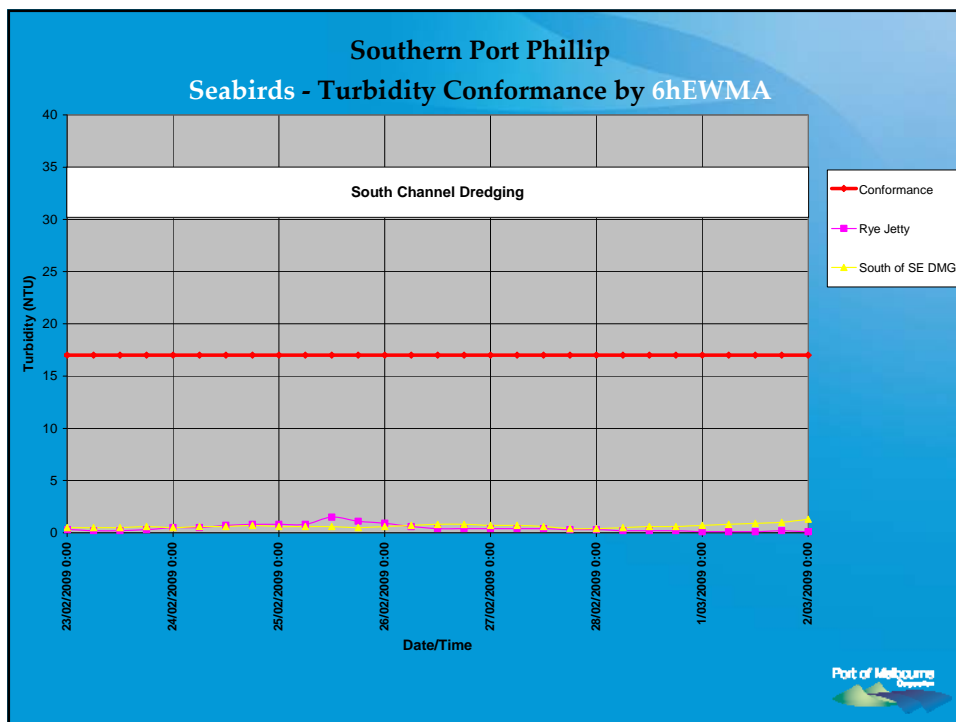 Southern Port Phillip
Seabirds - Turbidity Conformance by 6hEWMA
40
35
30
25
20
15
10
5
0
Turbidity (NTU)
South Channel Dredging
Conformance
Rye Jetty
South of SE DMG
23/02/2009 0:00
24/02/2009 0:00
25/02/2009 0:00
26/02/2009 0:00
27/02/2009 0:00
28/02/2009 0:00
1/03/2009 0:00
2/03/2009 0:00
Date/Time
Port of Melbourne
Corporation